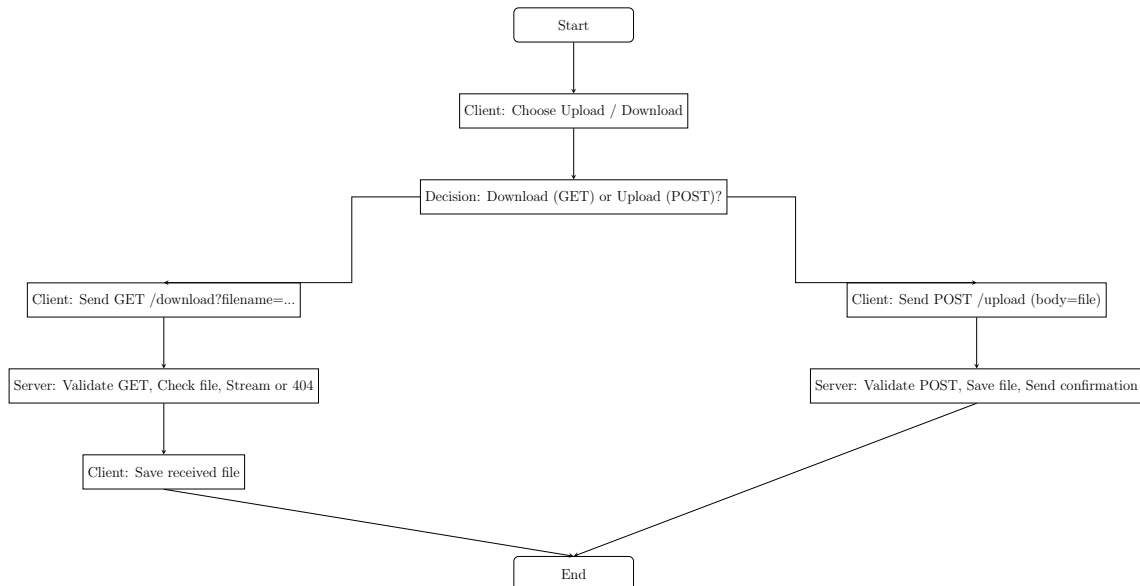 Start
Client: Choose Upload / Download
Decision: Download (GET) or Upload (POST)?
Client: Send GET /download?filename=...
Client: Send POST /upload (body=file)
Server: Validate GET, Check file, Stream or 404
Server: Validate POST, Save file, Send confirmation
Client: Save received file
End